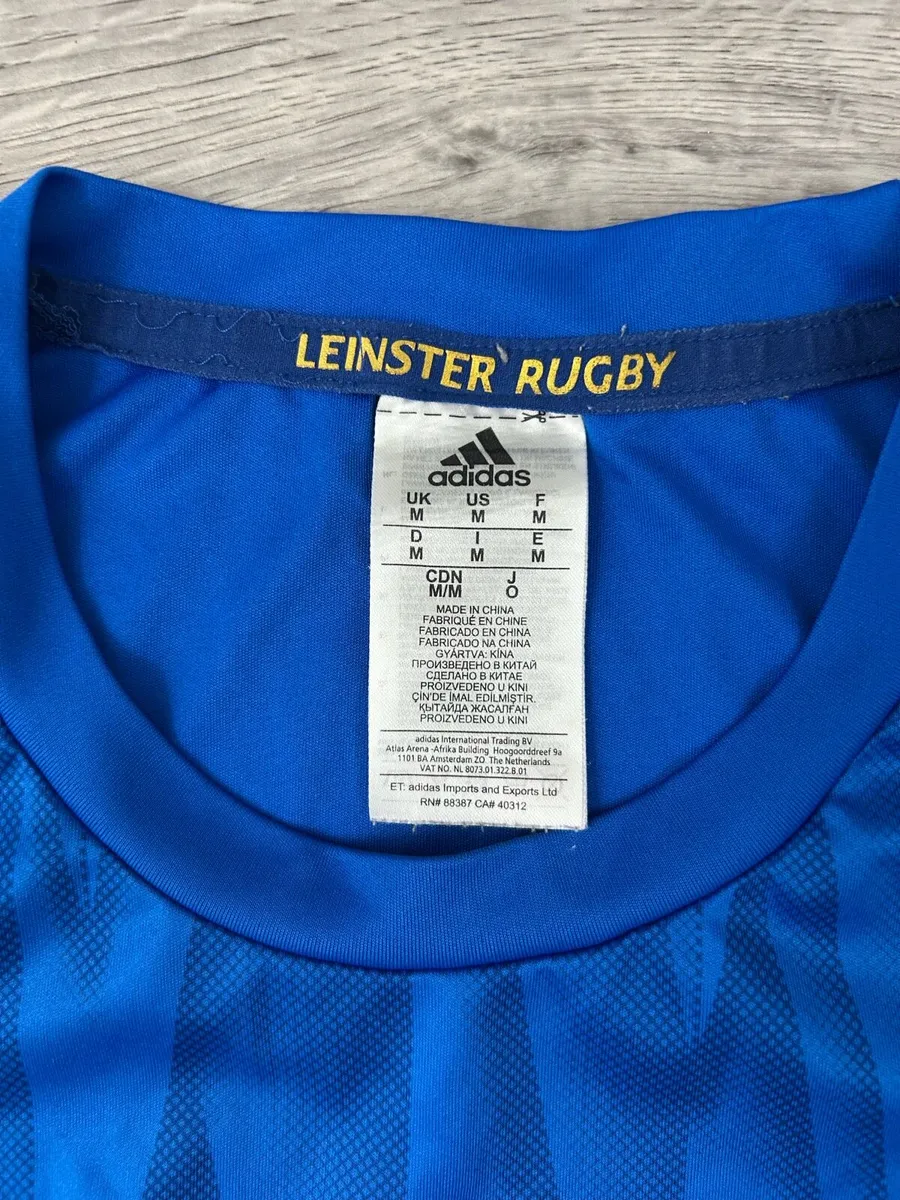 LEINSTER RUGBY
adidas
UK US F
M M M
D I E
M M M
CDN J
M/M O
MADE IN CHINA
FABRIQUÉ EN CHINE
FABRICADO EN CHINA
FABRICADO NA CHINA
GYÁRTVA: KÍNA
ПРОИЗВЕДЕНО В КИТАЙ
СДЕЛАНО В КИТАЕ
PROIZVEDENO U KINI
ÇİN'DE İMAL EDİLMİŞTİR.
ҚЫТАЙДА ЖАСАЛҒАН
PROIZVEDENO U KINI
adidas International Trading BV
Atlas Arena -Afrika Building Hoogoorddreef 9a
1101 BA Amsterdam ZO. The Netherlands
VAT NO. NL 8073.01.322.B.01
ET: adidas Imports and Exports Ltd
RN# 88387 CA# 40312